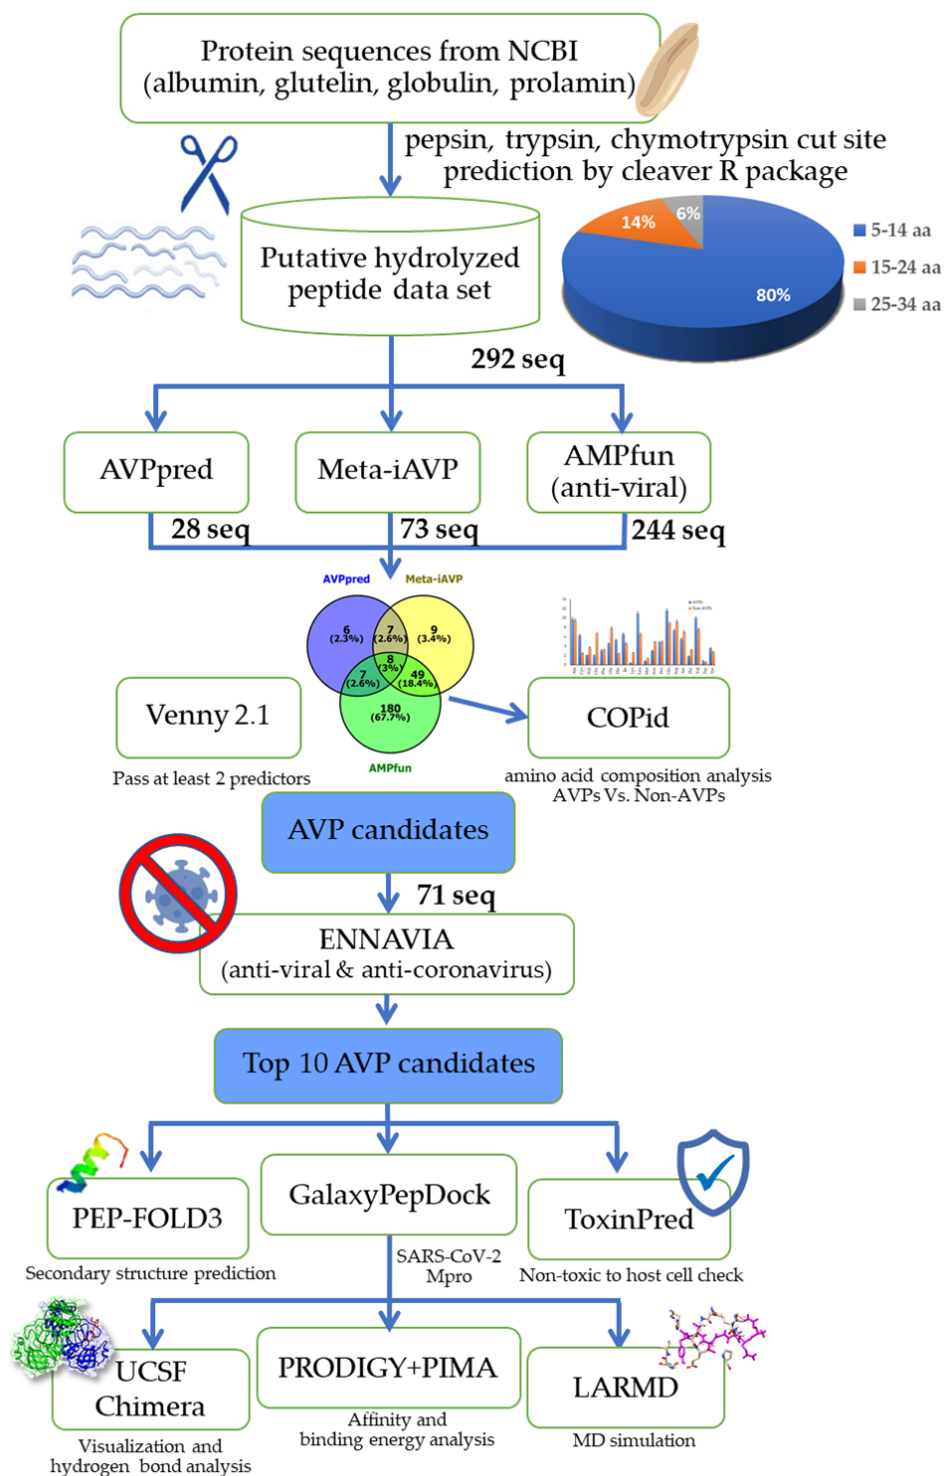 Protein sequences from NCBI
(albumin, glutelin, globulin, prolamin)
pepsin, trypsin, chymotrypsin cut site
prediction by cleaver R package
Putative hydrolyzed
peptide data set
14%
6%
80%
5-14 aa
15-24 aa
25-34 aa
292 seq
AVPpred
Meta-iAVP
AMPfun
(anti-viral)
28 seq
73 seq
244 seq
AVPpred
Meta-iAVP
6
(2.3%)
7
(2.6%)
9
(3.4%)
8
(3%)
7
(2.6%)
49
(18.4%)
180
(67.7%)
AMPfun
Venny 2.1
Pass at least 2 predictors
COPid
amino acid composition analysis
AVPs Vs. Non-AVPs
AVP candidates
71 seq
ENNAVIA
(anti-viral & anti-coronavirus)
Top 10 AVP candidates
PEP-FOLD3
Secondary structure prediction
GalaxyPepDock
SARS-CoV-2
Mpro
ToxinPred
Non-toxic to host cell check
UCSF
Chimera
Visualization and
hydrogen bond analysis
PRODIGY+PIMA
Affinity and
binding energy analysis
LARMD
MD simulation